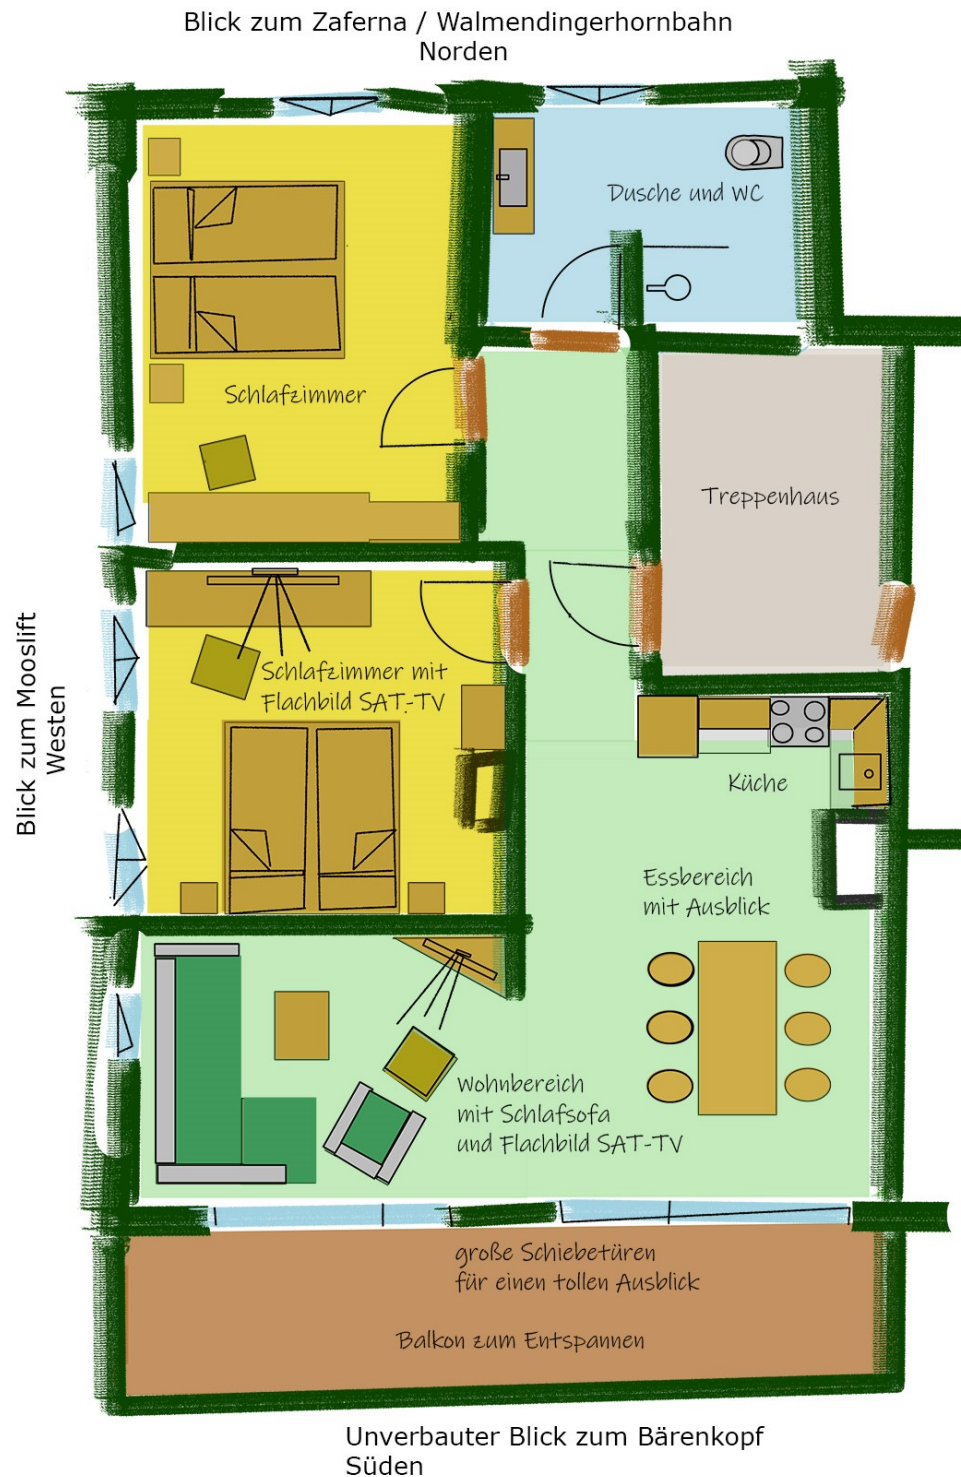 Blick zum Zaferna / Walmendingerhornbahn
Norden
Dusche und WC
Schlafzimmer
Treppenhaus
Blick zum Mooslift
Westen
Schlafzimmer mit
Flachbild SAT-TV
Küche
Essbereich
mit Ausblick
Wohnbereich
mit Schlafsofa
und Flachbild SAT-TV
große Schiebetüren
für einen tollen Ausblick
Balkon zum Entspannen
Unverbauter Blick zum Bärenkopf
Süden